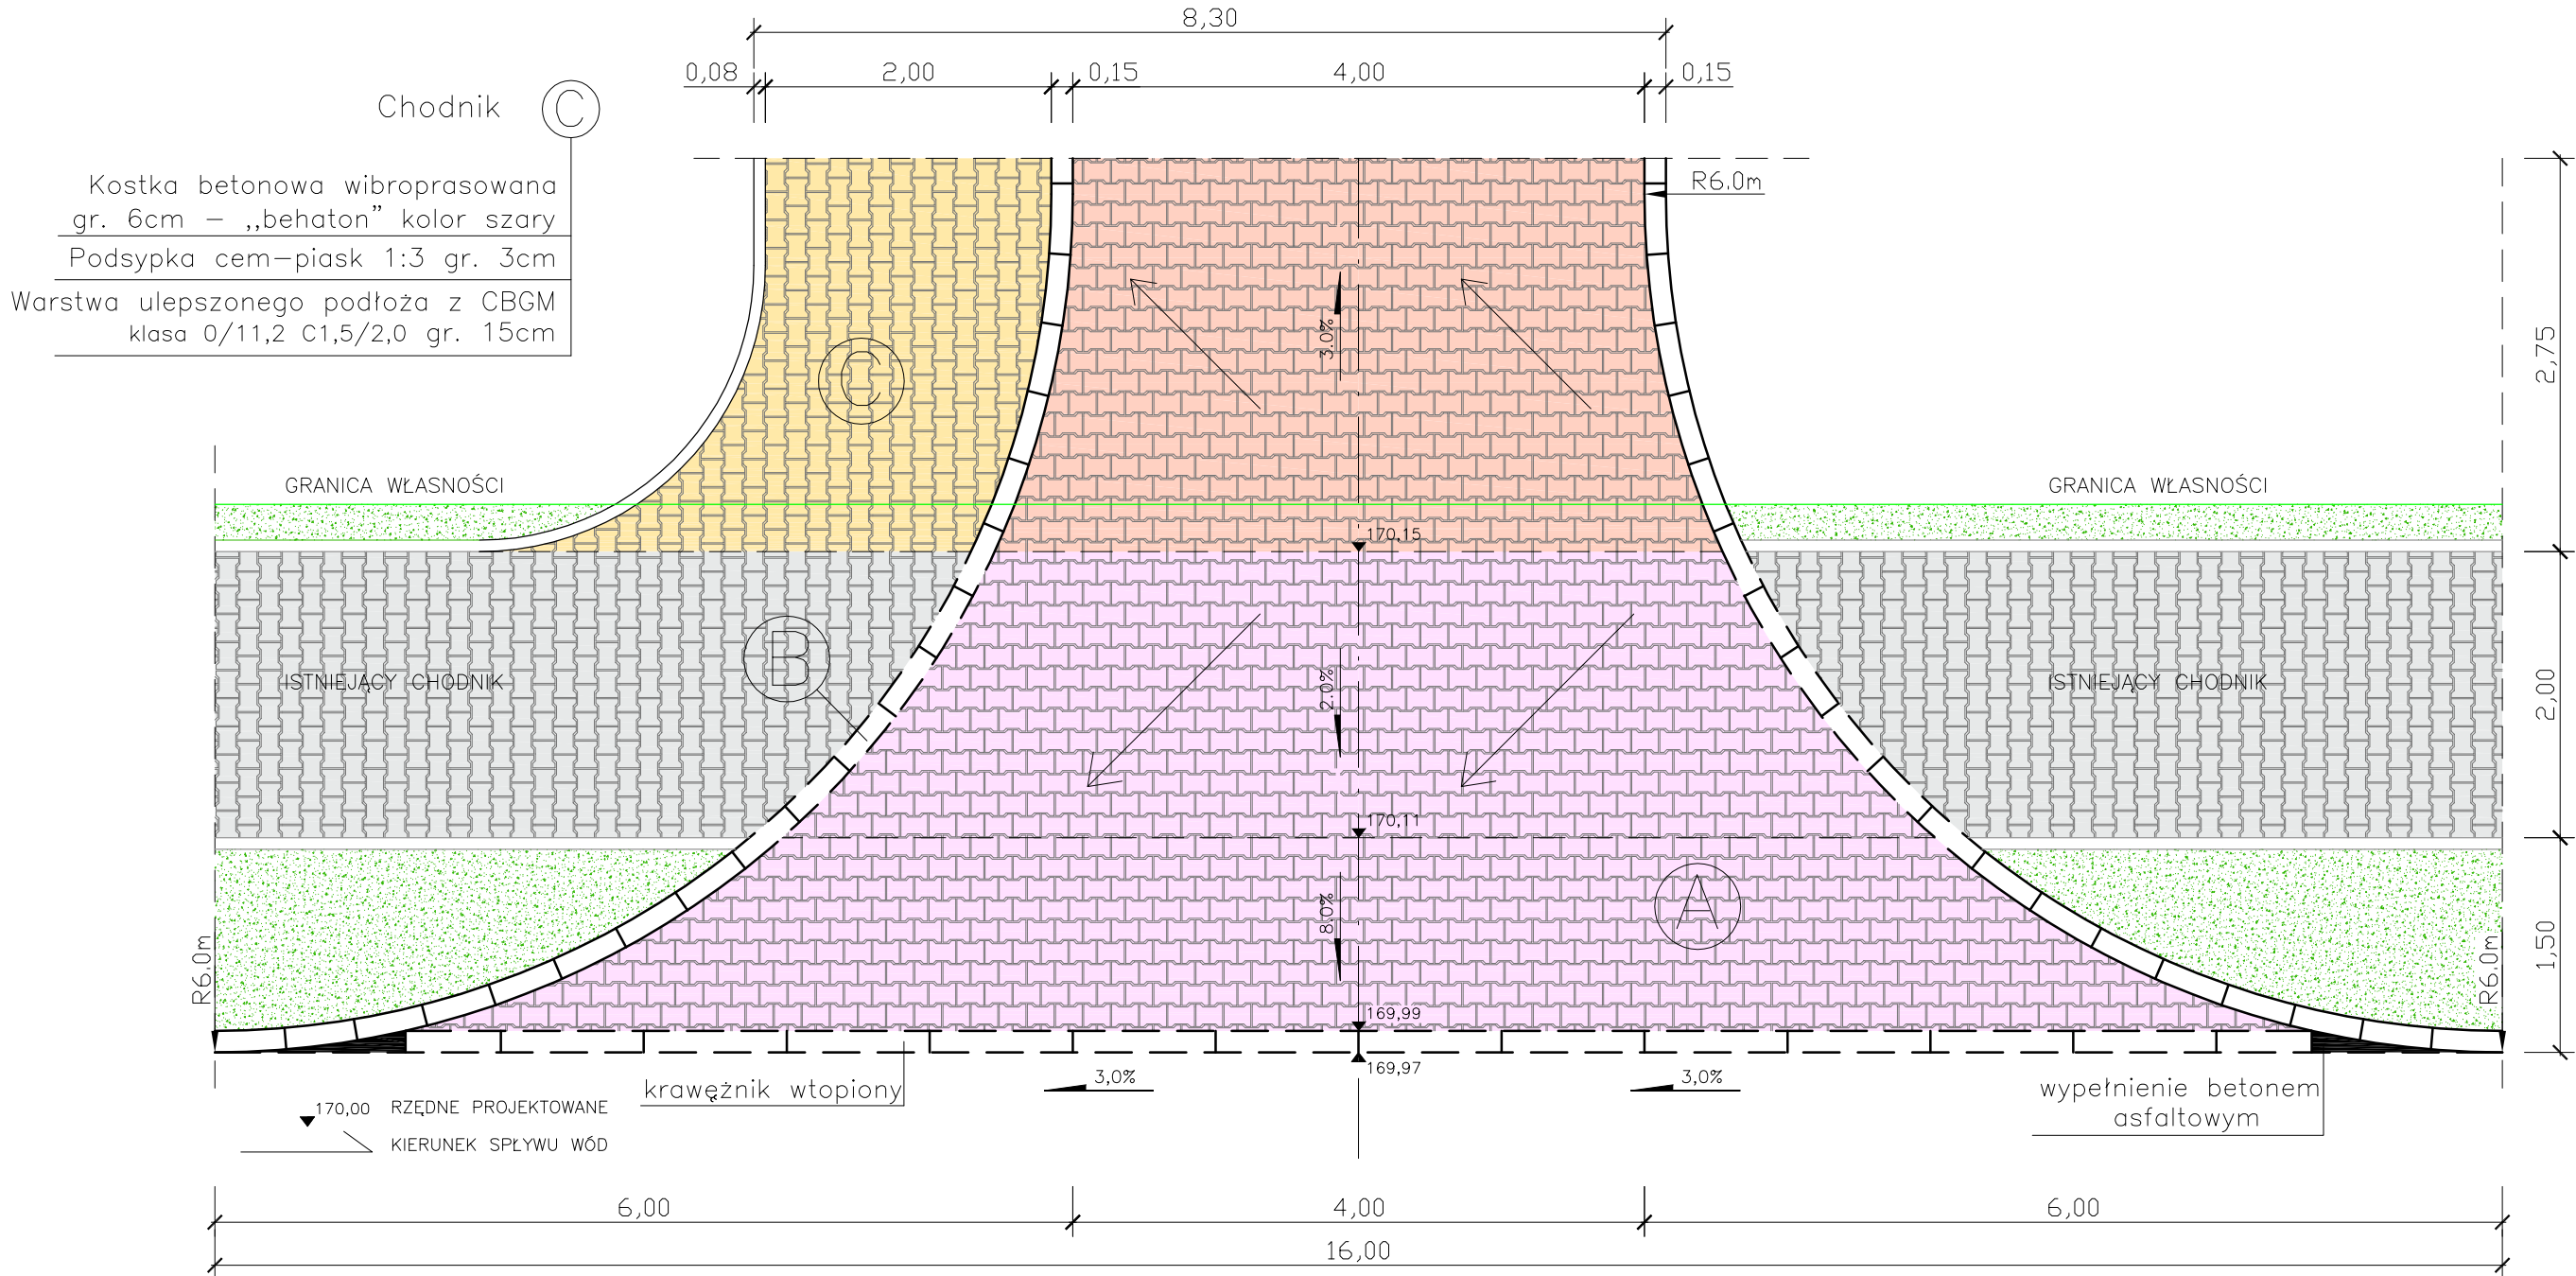 8,30
0,08
2,00
0,15
4,00
0,15
Chodnik C
Kostka betonowa wibroprasowana
gr. 6cm – ,,behaton" kolor szary
Podsypka cem–piask 1:3 gr. 3cm
Warstwa ulepszonego podłoża z CBGM
klasa 0/11,2 C1,5/2,0 gr. 15cm
R6.0m
3.0%
C
2,75
GRANICA WŁASNOŚCI
GRANICA WŁASNOŚCI
170,15
B
ISTNIEJĄCY CHODNIK
2.0%
ISTNIEJĄCY CHODNIK
2,00
170,11
8.0%
A
R6.0m
R6.0m
1,50
169,99
169,97
krawężnik wtopiony
3,0%
3,0%
wypełnienie betonem
asfaltowym
170,00 RZĘDNE PROJEKTOWANE
KIERUNEK SPŁYWU WÓD
6,00
4,00
6,00
16,00